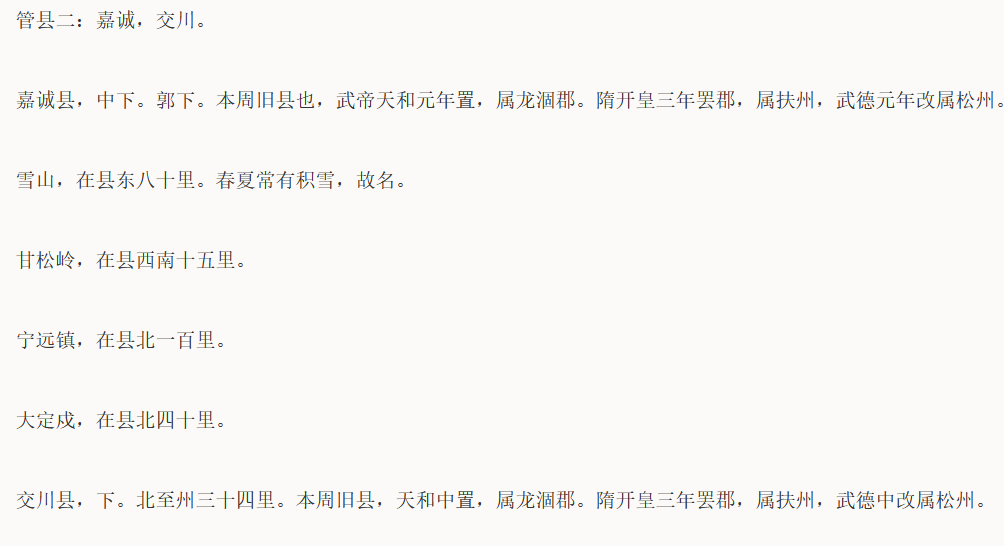 管县二：嘉诚，交川。
嘉诚县，中下。郭下。本周旧县也，武帝天和元年置，属龙涸郡。隋开皇三年罢郡，属扶州，武德元年改属松州。
雪山，在县东八十里。春夏常有积雪，故名。
甘松岭，在县西南十五里。
宁远镇，在县北一百里。
大定戍，在县北四十里。
交川县，下。北至州三十四里。本周旧县，天和中置，属龙涸郡。隋开皇三年罢郡，属扶州，武德中改属松州。